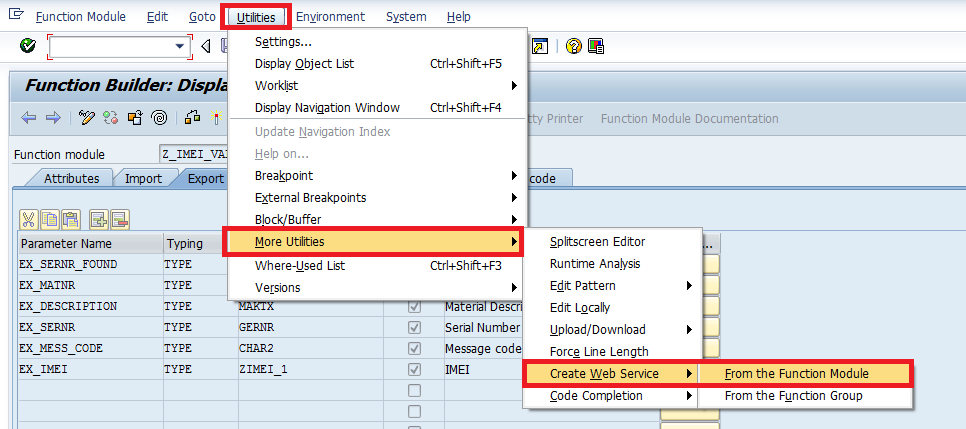 Function Module Edit Goto Utilities Environment System Help
Settings...
Function Builder: Displa
Display Object List Ctrl+Shift+F5
Worklist
Display Navigation Window Ctrl+Shift+F4
tty Printer Function Module Documentation
Update Navigation Index
Help on...
Function module Z_IMEI_VAL
Breakpoint
Attributes Import Export code
External Breakpoints
Block/Buffer
More Utilities
Where-Used List Ctrl+Shift+F3
Versions
Parameter Name Typing ...
EX_SERNR_FOUND TYPE
EX_MATNR TYPE
EX_DESCRIPTION TYPE MAKTX Material Descr
EX_SERNR TYPE GERNR Serial Number
EX_MESS_CODE TYPE CHAR2 Message code
EX_IMEI TYPE ZIMEI_1 IMEI
Splitscreen Editor
Runtime Analysis
Edit Pattern
Edit Locally
Upload/Download
Force Line Length
Create Web Service
Code Completion
From the Function Module
From the Function Group